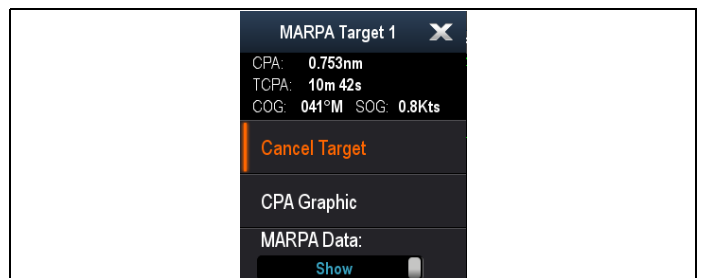 MARPA Target 1
CPA: 0.753nm
TCPA: 10m 42s
COG: 041°M SOG: 0.8Kts
Cancel Target
CPA Graphic
MARPA Data:
Show